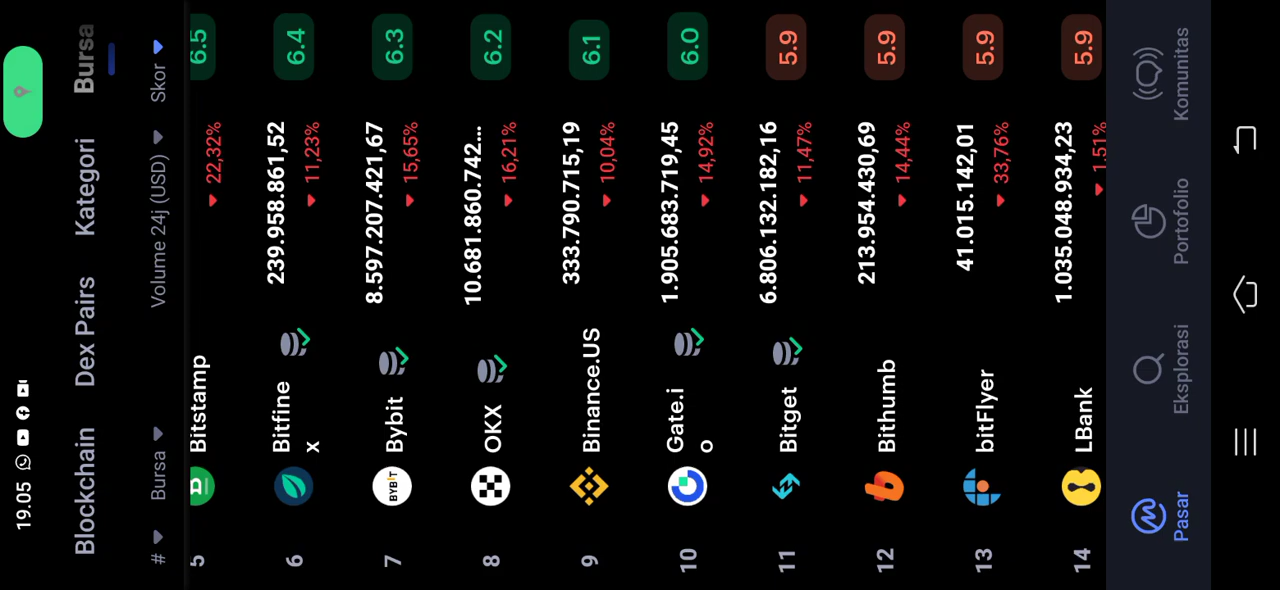 19.05
Blockchain Dex Pairs Kategori Bursa
# Bursa Volume 24j (USD) Skor
5 Bitstamp 22,32% 6.5
6 Bitfine
x 239.958.861,52 11,23% 6.4
7 BYBIT Bybit 8.597.207.421,67 15,65% 6.3
8 OKX 10.681.860.742... 16,21% 6.2
9 Binance.US 333.790.715,19 10,04% 6.1
10 Gate.i
o 1.905.683.719,45 14,92% 6.0
11 Bitget 6.806.132.182,16 11,47% 5.9
12 Bithumb 213.954.430,69 14,44% 5.9
13 bitFlyer 41.015.142,01 33,76% 5.9
14 LBank 1.035.048.934,23 1.51% 5.9
Pasar Eksplorasi Portofolio Komunitas